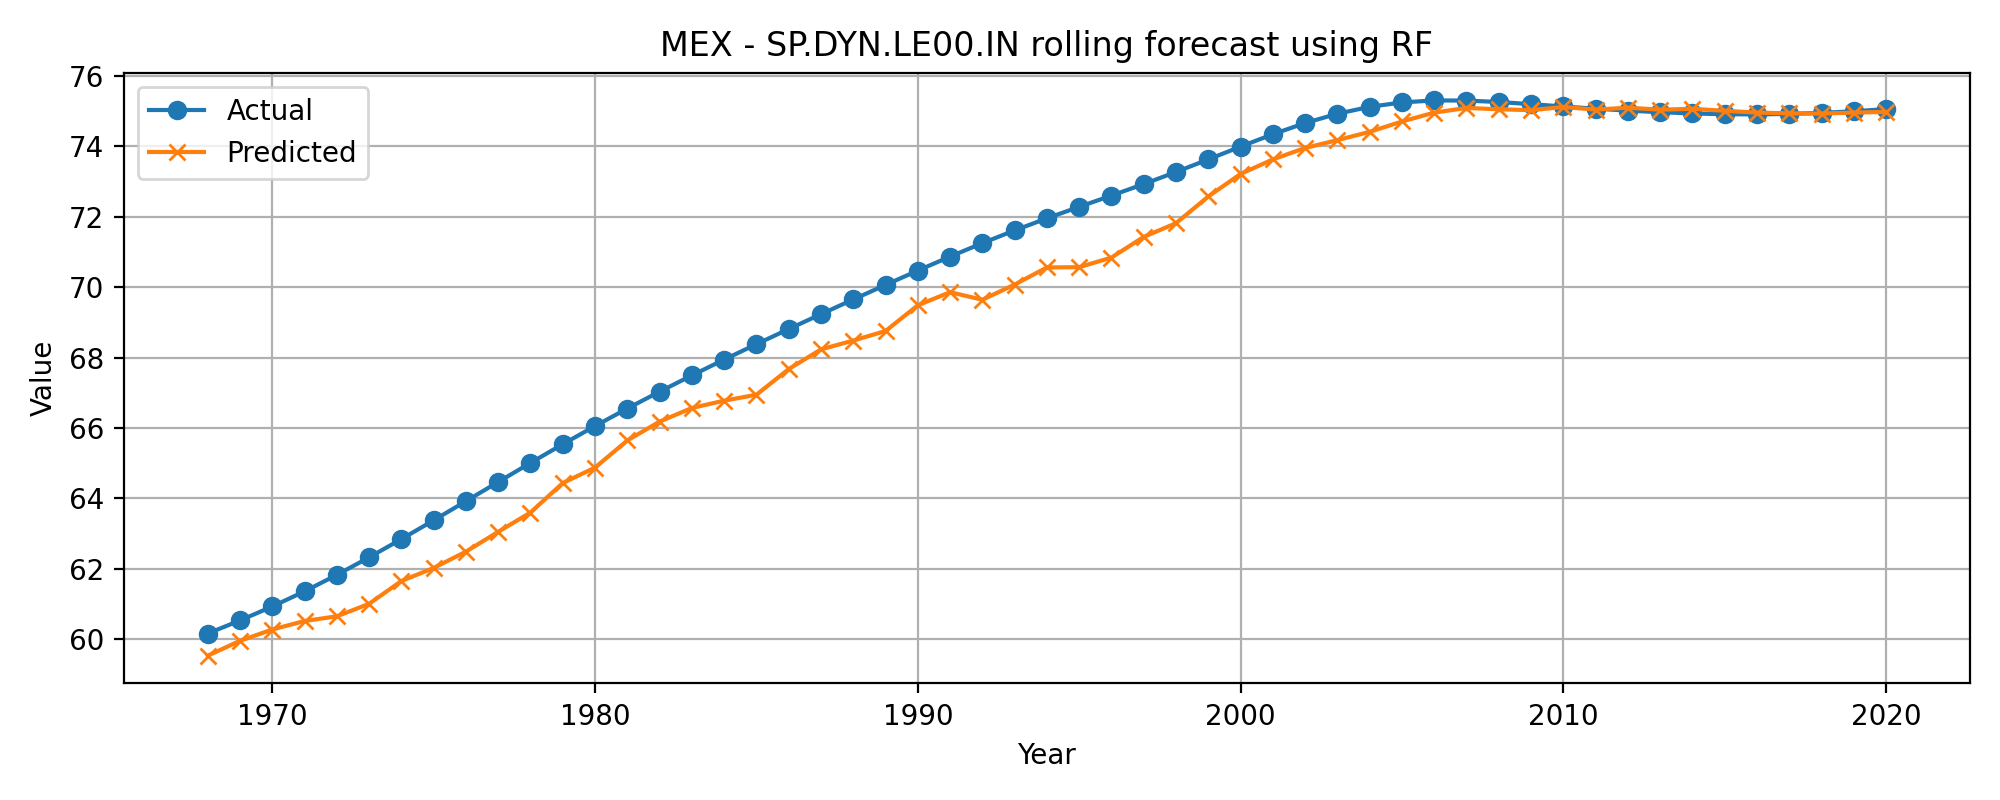 MEX - SP.DYN.LE00.IN rolling forecast using RF
Actual
Predicted
Value
76
74
72
70
68
66
64
62
60
1970 1980 1990 2000 2010 2020
Year